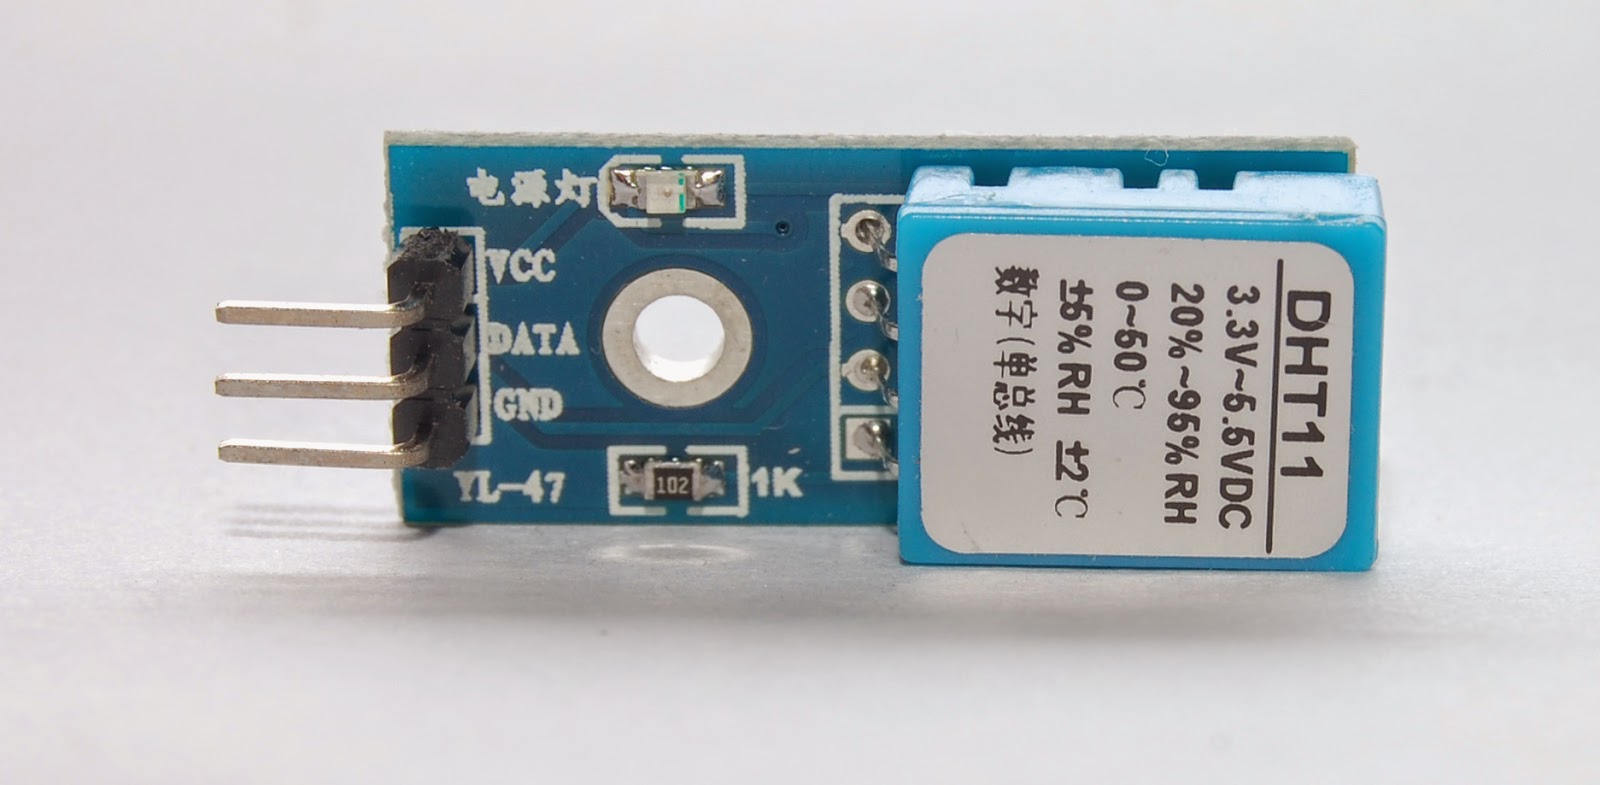 电源灯
VCC
DATA
GND
YL-47
102
1K
DHT11
3.3V~5.5VDC
20%~95%RH
0~50℃
±5%RH ±2℃
数字(单总线)